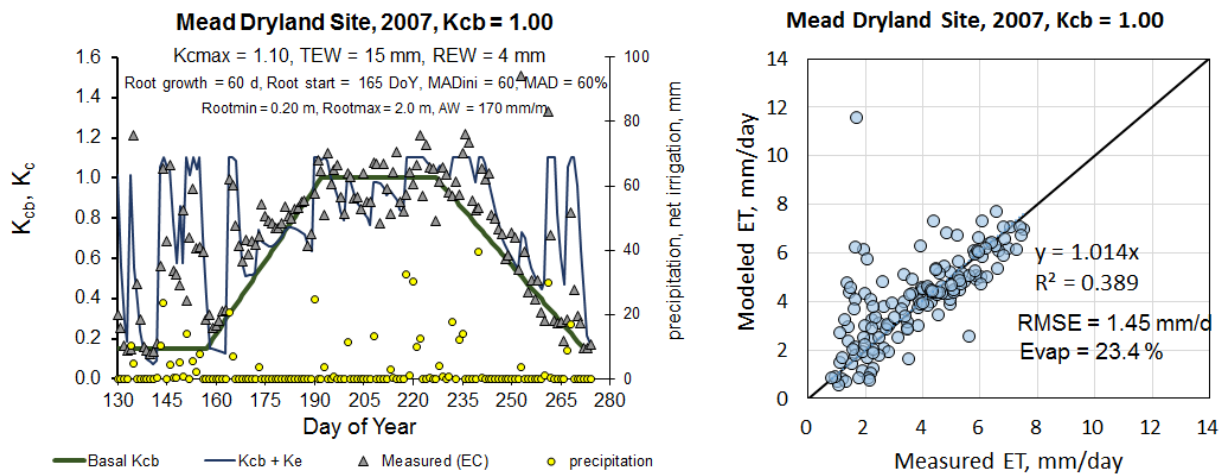 Mead Dryland Site, 2007, Kcb = 1.00
Kcmax = 1.10, TEW = 15 mm, REW = 4 mm
Root growth = 60 d, Root start = 165 DoY, MADini = 60, MAD = 60%
Rootmin = 0.20 m, Rootmax = 2.0 m, AW = 170 mm/m
Kcb, Kc
1.6
1.4
1.2
1.0
0.8
0.6
0.4
0.2
0.0
100
80
60
40
20
0
precipitation, net irrigation, mm
130 145 160 175 190 205 220 235 250 265 280
Day of Year
Basal Kcb Kcb + Ke Measured (EC) precipitation
Mead Dryland Site, 2007, Kcb = 1.00
Modeled ET, mm/day
14
12
10
8
6
4
2
0
y = 1.014x
R² = 0.389
RMSE = 1.45 mm/d
Evap = 23.4 %
0 2 4 6 8 10 12 14
Measured ET, mm/day